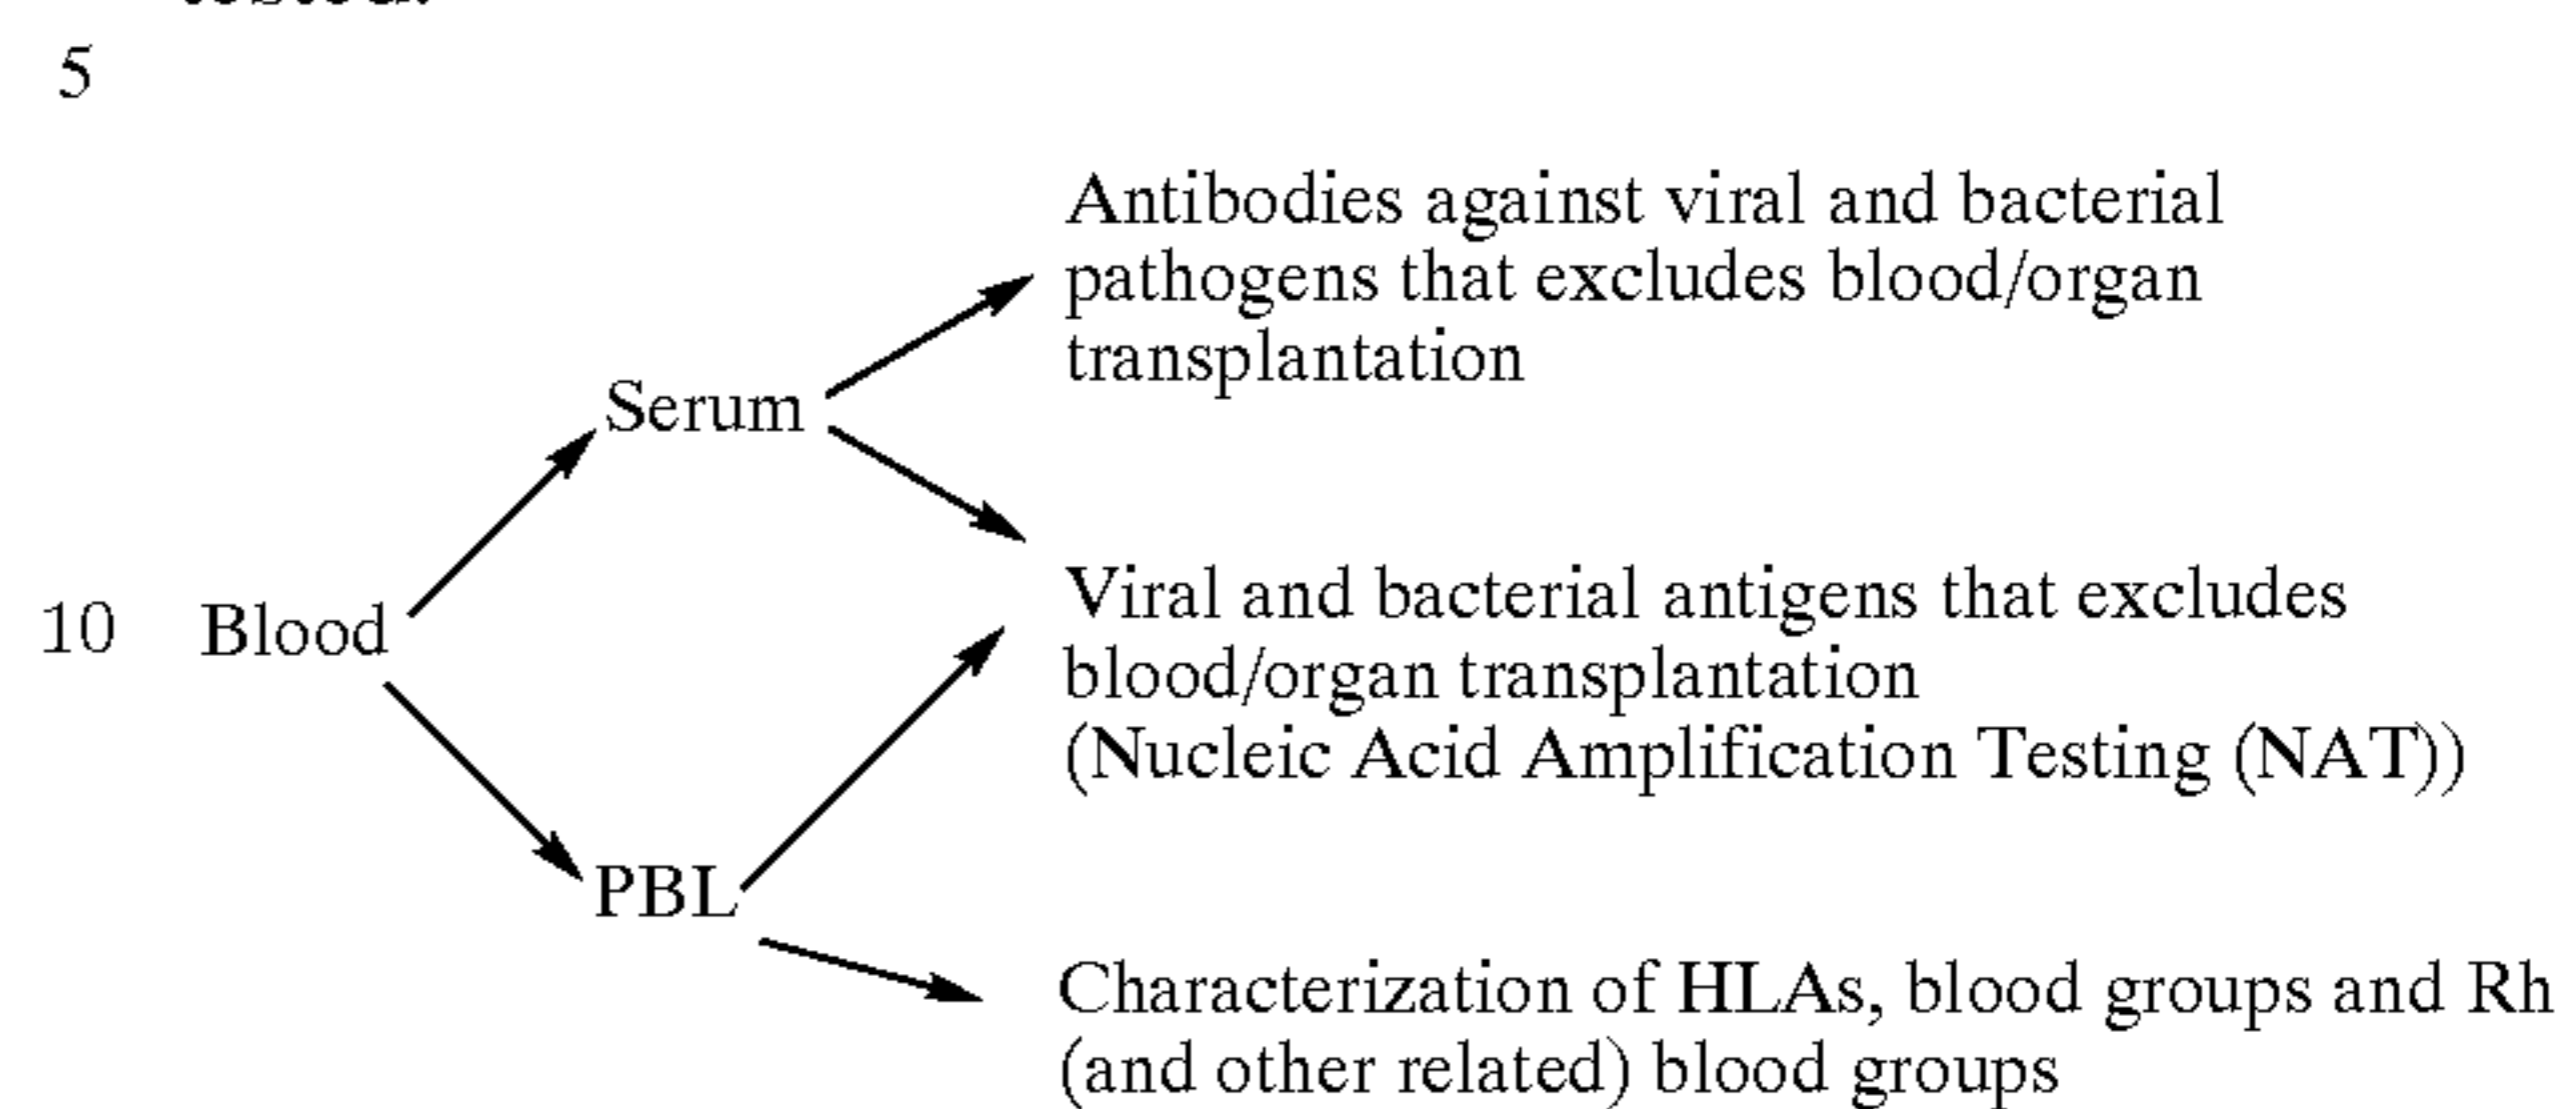 5
Antibodies against viral and bacterial
pathogens that excludes blood/organ
transplantation
Serum
Viral and bacterial antigens that excludes
10 Blood
blood/organ transplantation
(Nucleic Acid Amplification Testing (NAT))
PBL
Characterization of HLAs, blood groups and Rh
(and other related) blood groups